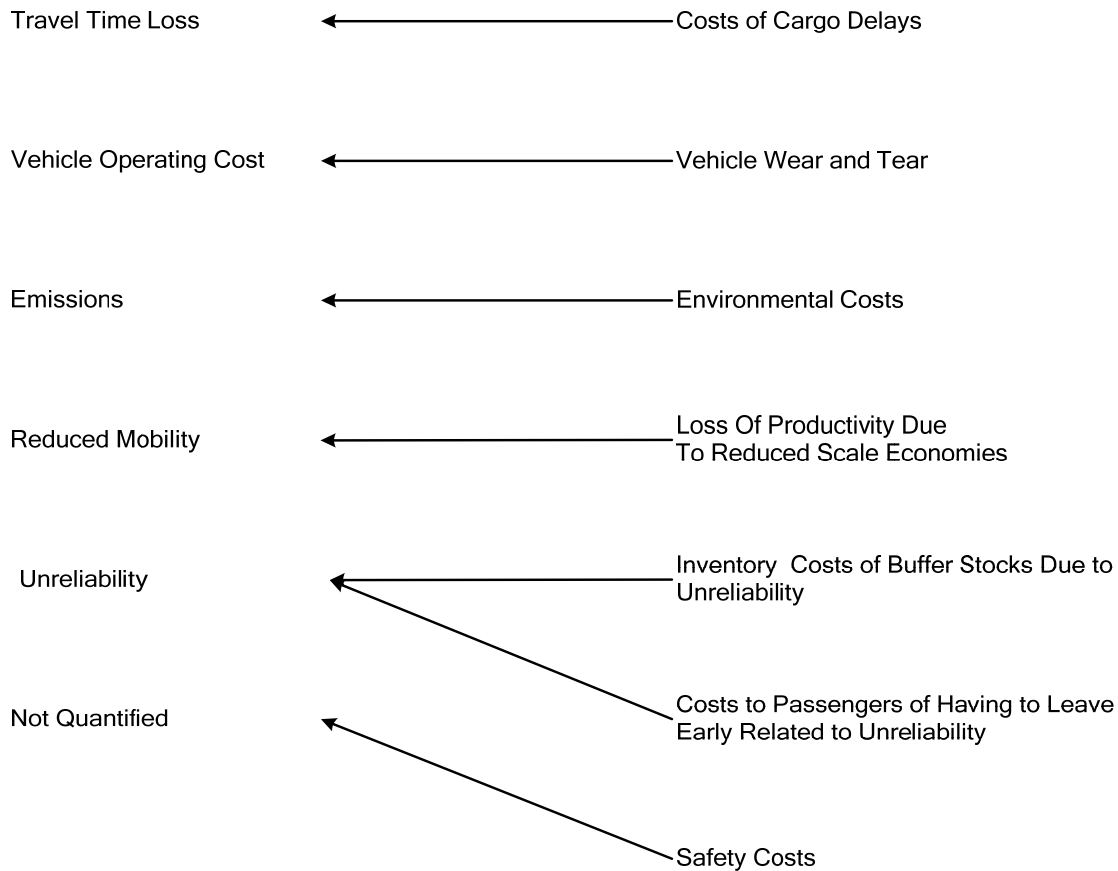 Travel Time Loss
Costs of Cargo Delays
Vehicle Operating Cost
Vehicle Wear and Tear
Emissions
Environmental Costs
Reduced Mobility
Loss Of Productivity Due
To Reduced Scale Economies
Unreliability
Inventory Costs of Buffer Stocks Due to
Unreliability
Not Quantified
Costs to Passengers of Having to Leave
Early Related to Unreliability
Safety Costs